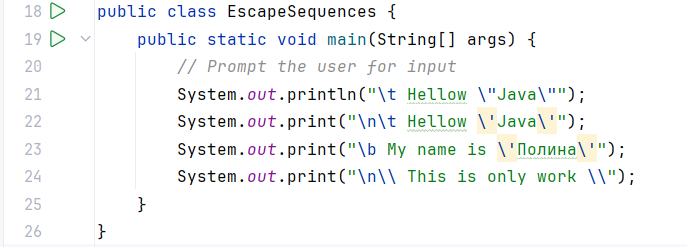 18 public class EscapeSequences {
19 public static void main(String[] args) {
20 // Prompt the user for input
21 System.out.println("\t Hellow \"Java\"");
22 System.out.print("\n\t Hellow \'Java\'");
23 System.out.print("\b My name is \'Полина\'");
24 System.out.print("\n\\ This is only work \\");
25 }
26 }